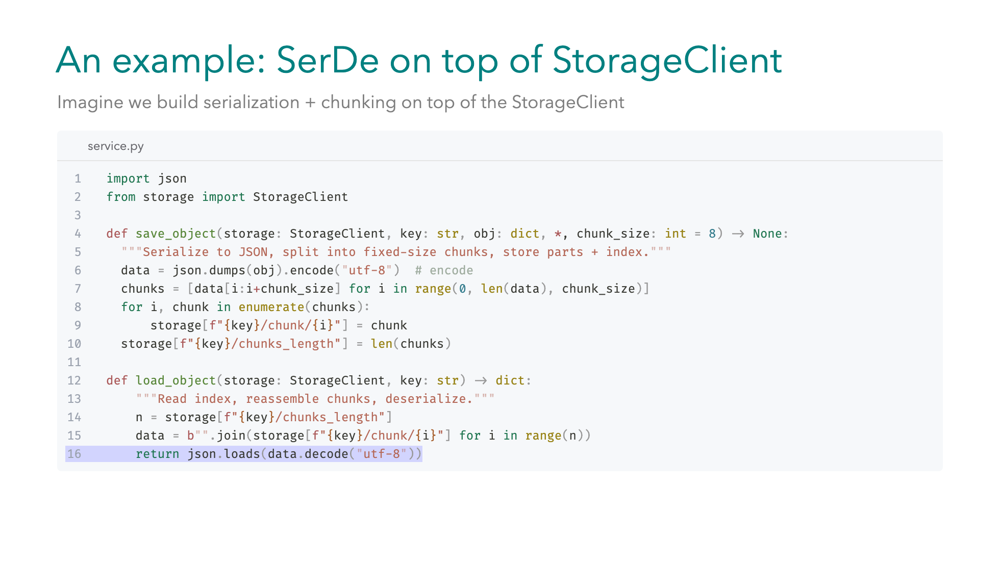 An example: SerDe on top of StorageClient
Imagine we build serialization + chunking on top of the StorageClient
service.py
1 import json
2 from storage import StorageClient
3
4 def save_object(storage: StorageClient, key: str, obj: dict, *, chunk_size: int = 8) -> None:
5   """Serialize to JSON, split into fixed-size chunks, store parts + index."""
6   data = json.dumps(obj).encode("utf-8")  # encode
7   chunks = [data[i:i+chunk_size] for i in range(0, len(data), chunk_size)]
8   for i, chunk in enumerate(chunks):
9       storage[f"{key}/chunk/{i}"] = chunk
10   storage[f"{key}/chunks_length"] = len(chunks)
11
12 def load_object(storage: StorageClient, key: str) -> dict:
13     """Read index, reassemble chunks, deserialize."""
14     n = storage[f"{key}/chunks_length"]
15     data = b"".join(storage[f"{key}/chunk/{i}"] for i in range(n))
16     return json.loads(data.decode("utf-8"))